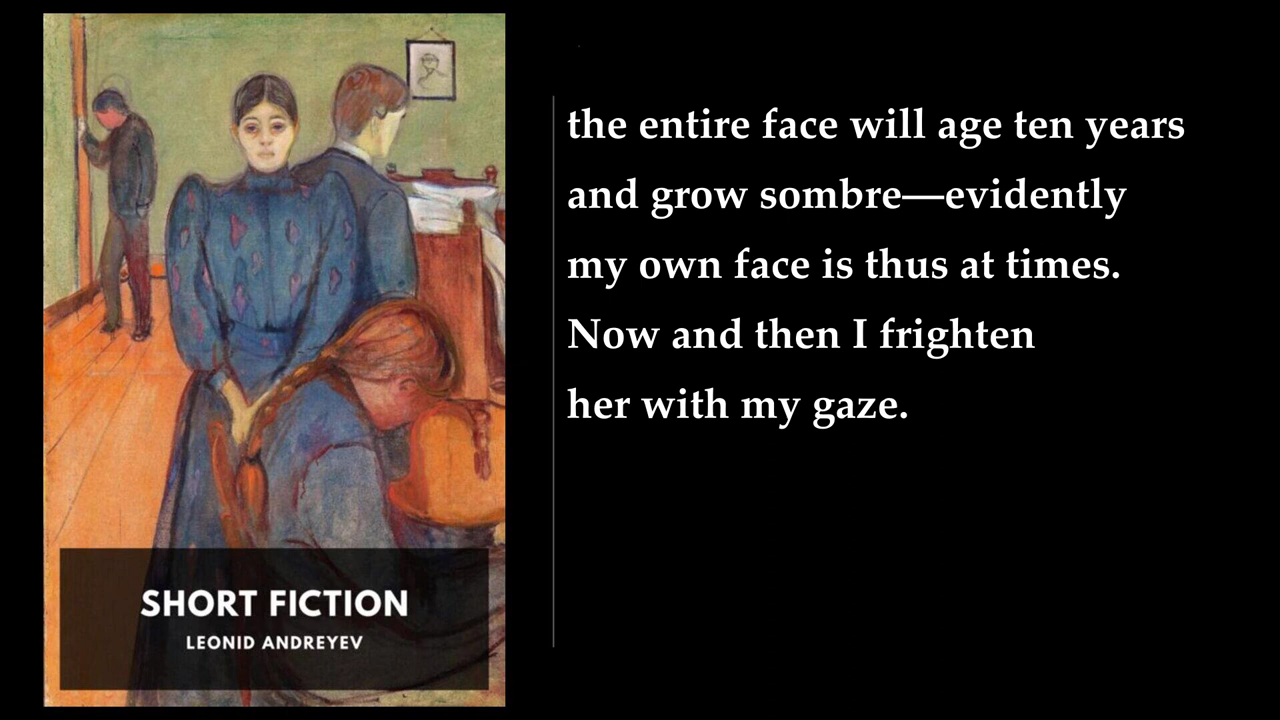 SHORT FICTION
LEONID ANDREYEV
the entire face will age ten years
and grow sombre—evidently
my own face is thus at times.
Now and then I frighten
her with my gaze.